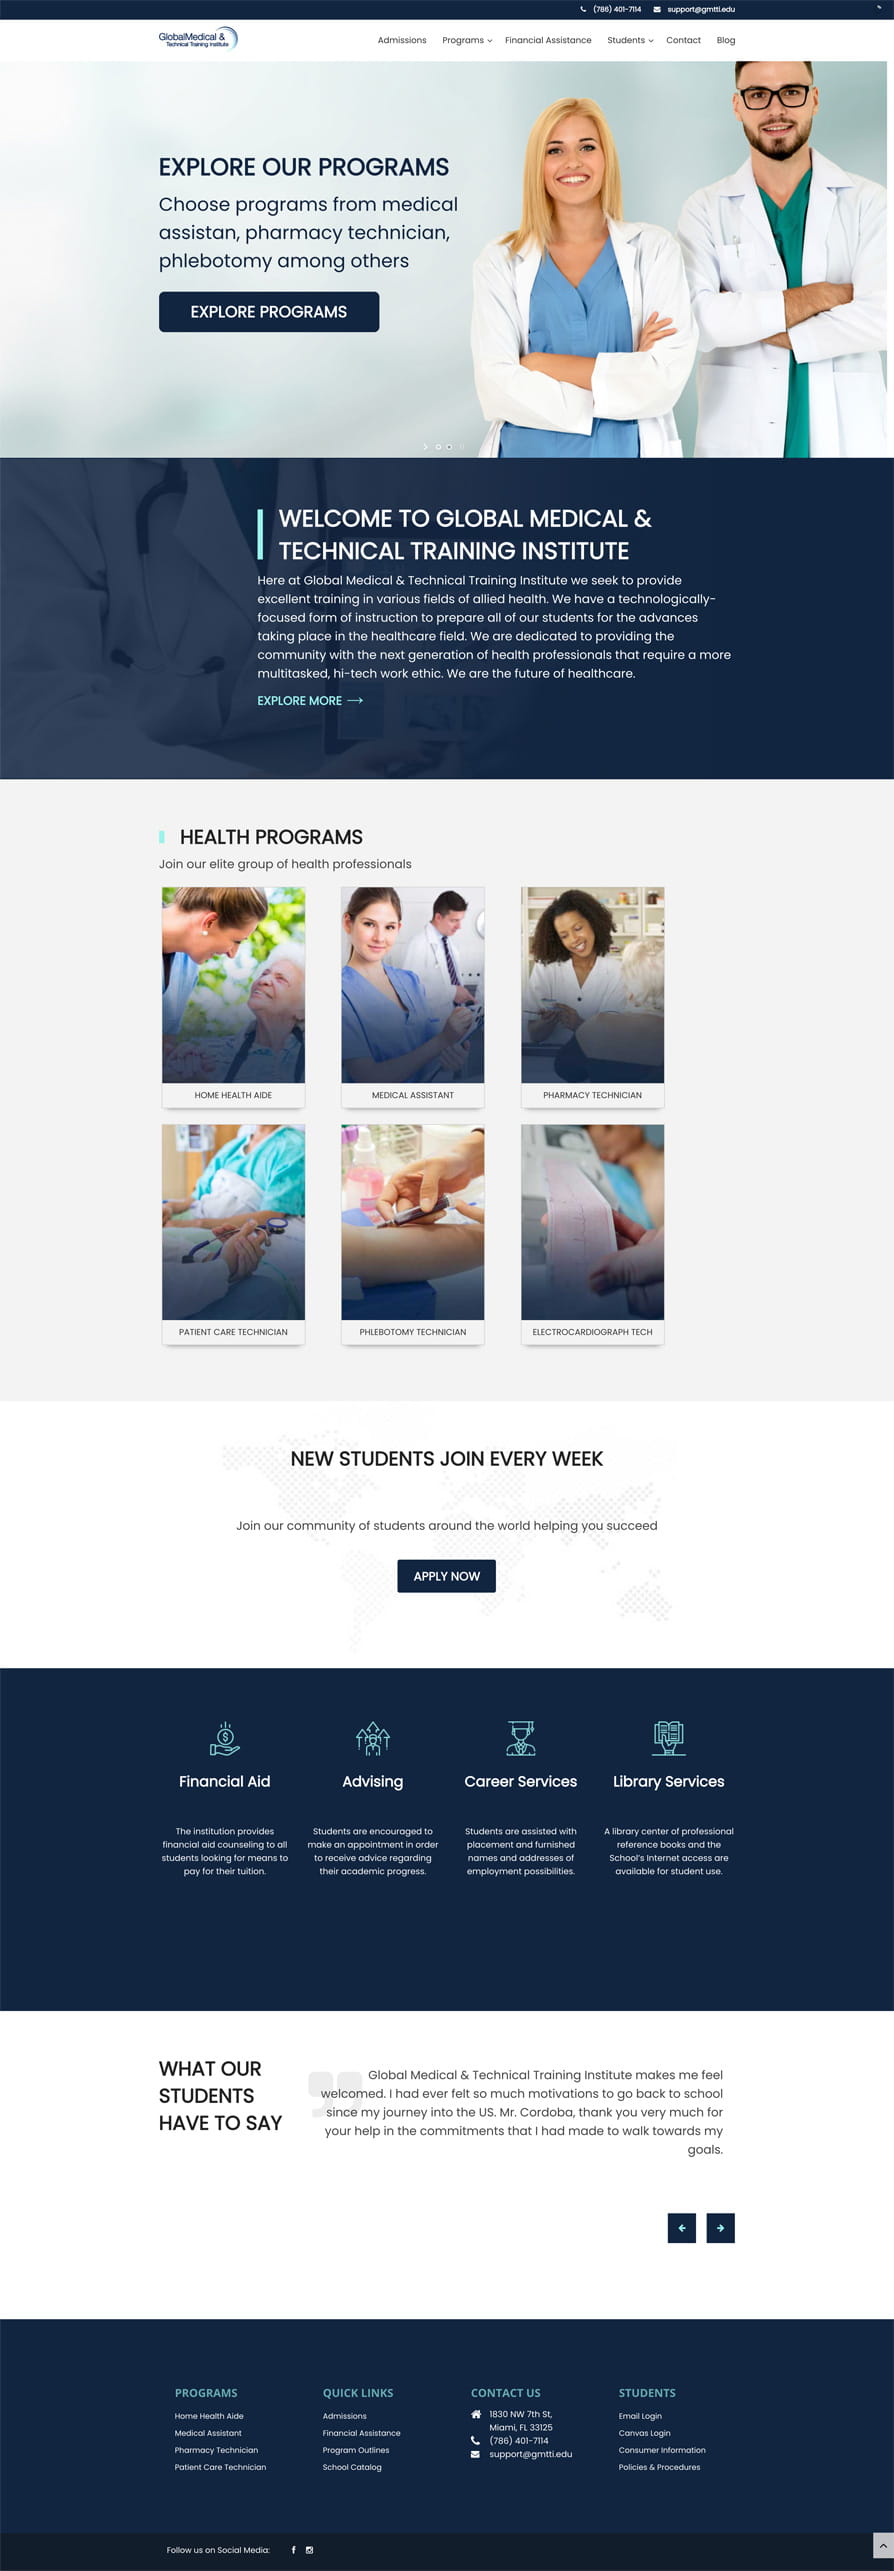 (786) 401-7114 support@gmtti.edu
GlobalMedical &
Technical Training Institute
Admissions Programs Financial Assistance Students Contact Blog
EXPLORE OUR PROGRAMS
Choose programs from medical
assistan, pharmacy technician,
phlebotomy among others
EXPLORE PROGRAMS
WELCOME TO GLOBAL MEDICAL &
TECHNICAL TRAINING INSTITUTE
Here at Global Medical & Technical Training Institute we seek to provide
excellent training in various fields of allied health. We have a technologically-
focused form of instruction to prepare all of our students for the advances
taking place in the healthcare field. We are dedicated to providing the
community with the next generation of health professionals that require a more
multitasked, hi-tech work ethic. We are the future of healthcare.
EXPLORE MORE
HEALTH PROGRAMS
Join our elite group of health professionals
HOME HEALTH AIDE
MEDICAL ASSISTANT
PHARMACY TECHNICIAN
PATIENT CARE TECHNICIAN
PHLEBOTOMY TECHNICIAN
ELECTROCARDIOGRAPH TECH
NEW STUDENTS JOIN EVERY WEEK
Join our community of students around the world helping you succeed
APPLY NOW
Financial Aid
The institution provides
financial aid counseling to all
students looking for means to
pay for their tuition.
Advising
Students are encouraged to
make an appointment in order
to receive advice regarding
their academic progress.
Career Services
Students are assisted with
placement and furnished
names and addresses of
employment possibilities.
Library Services
A library center of professional
reference books and the
School's Internet access are
available for student use.
WHAT OUR
STUDENTS
HAVE TO SAY
Global Medical & Technical Training Institute makes me feel
welcomed. I had ever felt so much motivations to go back to school
since my journey into the US. Mr. Cordoba, thank you very much for
your help in the commitments that I had made to walk towards my
goals.
PROGRAMS
Home Health Aide
Medical Assistant
Pharmacy Technician
Patient Care Technician
QUICK LINKS
Admissions
Financial Assistance
Program Outlines
School Catalog
CONTACT US
1830 NW 7th St,
Miami, FL 33125
(786) 401-7114
support@gmtti.edu
STUDENTS
Email Login
Canvas Login
Consumer Information
Policies & Procedures
Follow us on Social Media: